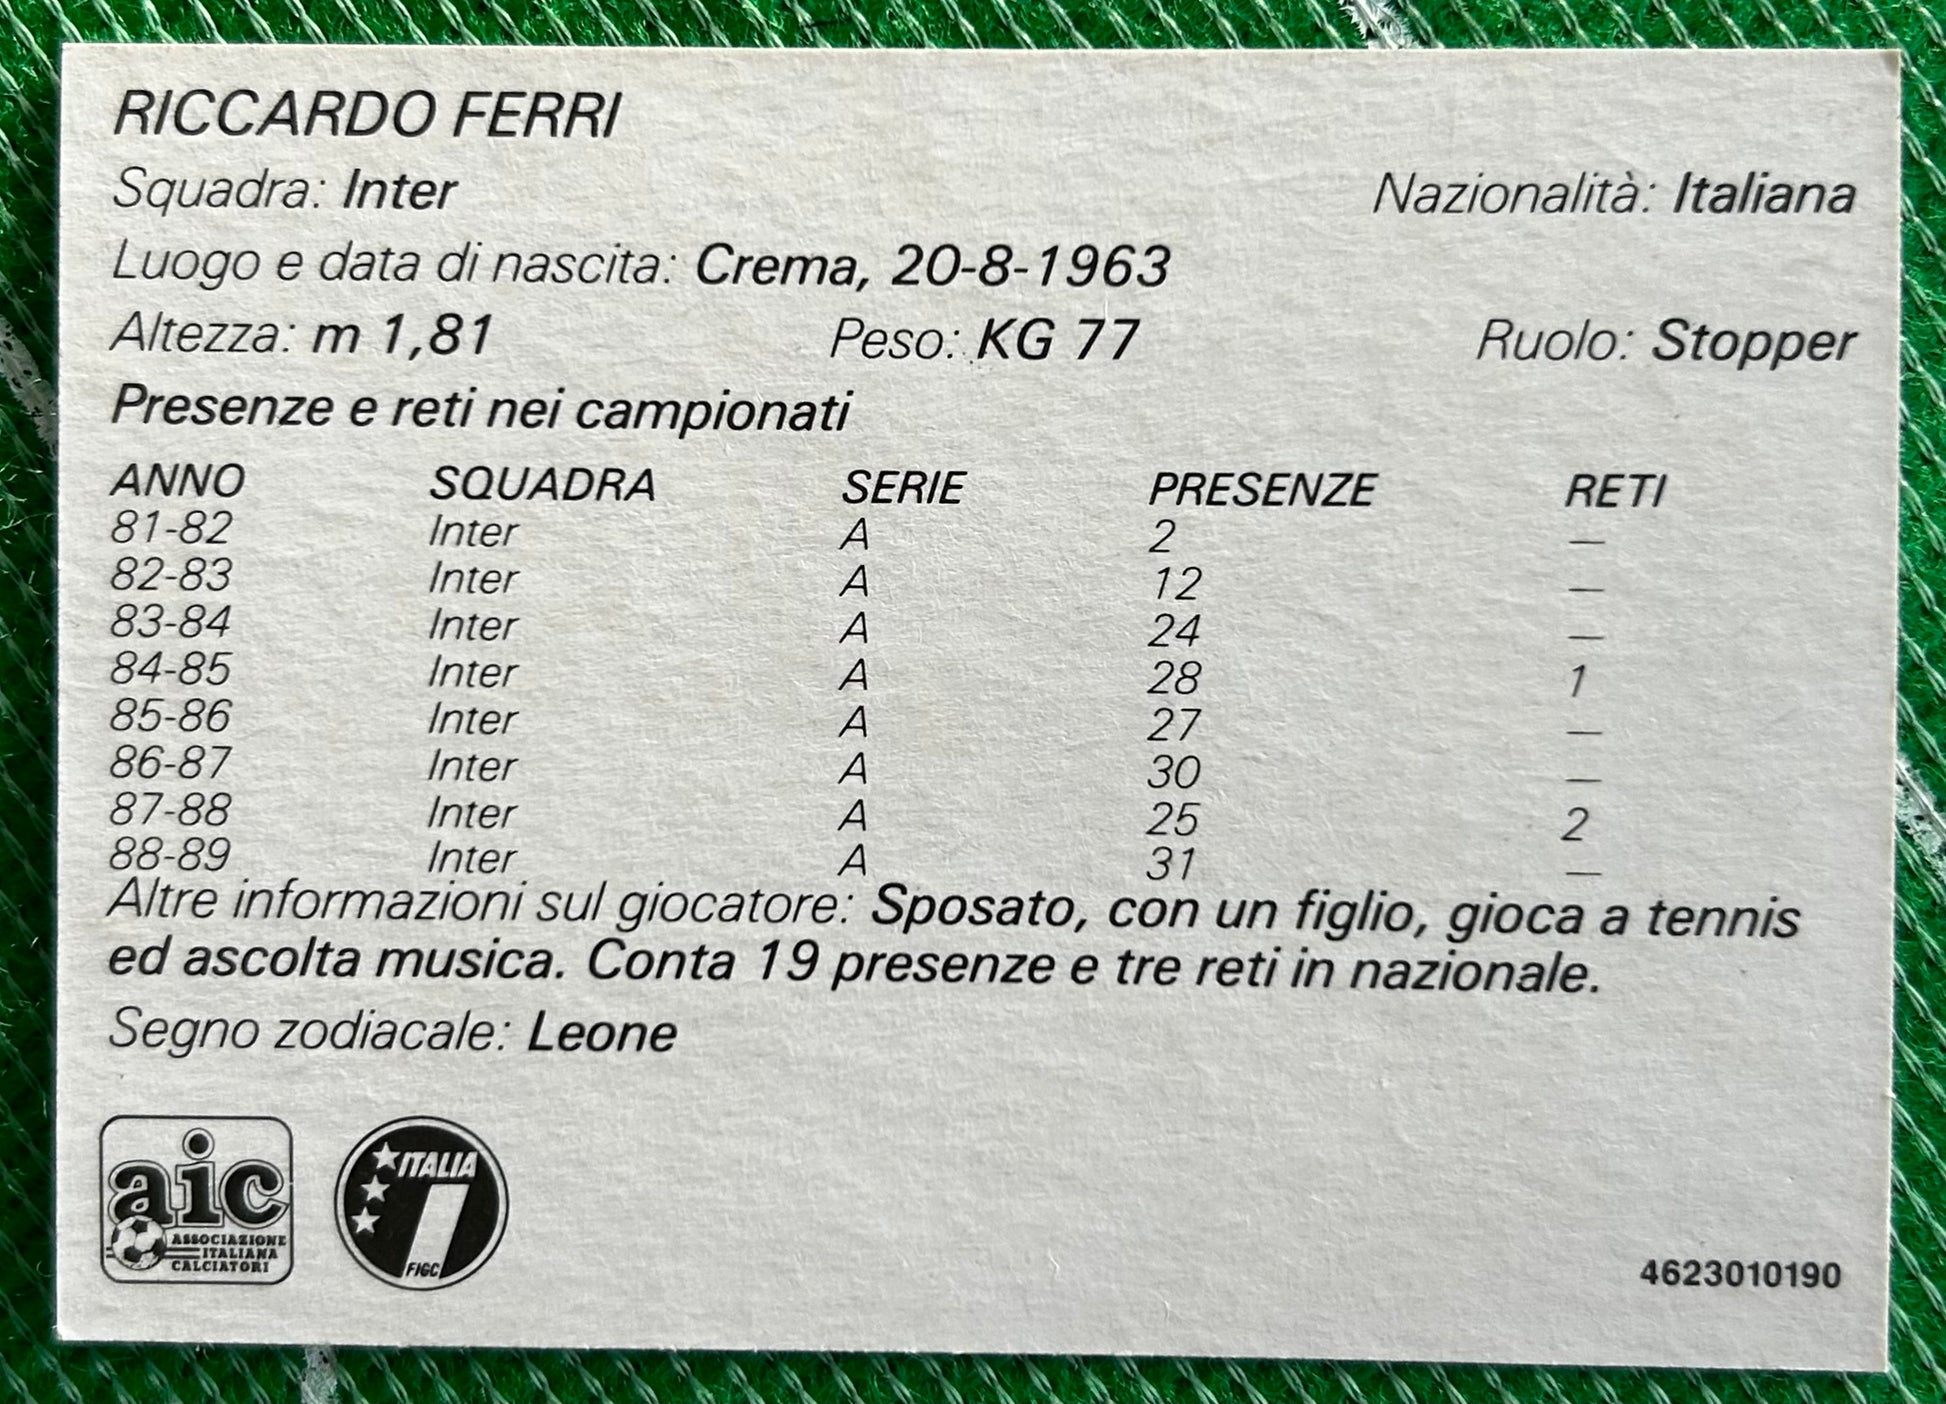 RICCARDO FERRI
Squadra: Inter Nazionalità: Italiana
Luogo e data di nascita: Crema, 20-8-1963
Altezza: m 1,81 Peso: KG 77 Ruolo: Stopper
Presenze e reti nei campionati
ANNO SQUADRA SERIE PRESENZE RETI
81-82 Inter A 2 —
82-83 Inter A 12 —
83-84 Inter A 24 —
84-85 Inter A 28 1
85-86 Inter A 27 —
86-87 Inter A 30 —
87-88 Inter A 25 2
88-89 Inter A 31 —
Altre informazioni sul giocatore: Sposato, con un figlio, gioca a tennis
ed ascolta musica. Conta 19 presenze e tre reti in nazionale.
Segno zodiacale: Leone
aic
ASSOCIAZIONE
ITALIANA
CALCIATORI
ITALIA
FIGC
4623010190